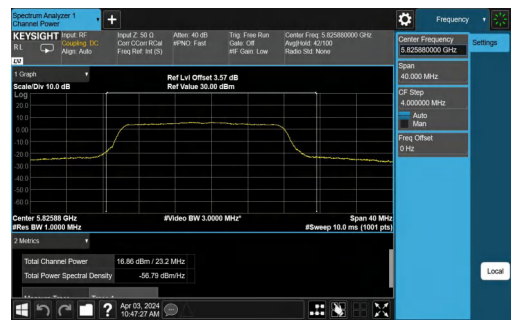 Spectrum Analyzer 1
Channel Power
Frequency
KEYSIGHT
RL
Input: RF
Coupling: DC
Align: Auto
Input Z: 50 Ω
Corr CCorr RCal
Freq Ref: Int (S)
Atten: 40 dB
#PNO: Fast
Trig: Free Run
Gate: Off
#IF Gain: Low
Center Freq: 5.825880000 GHz
Avg|Hold: 42/100
Radio Std: None
Center Frequency
5.825880000 GHz
Settings
Span
40.000 MHz
CF Step
4.000000 MHz
Auto
Man
Freq Offset
0 Hz
Local
LXI
1 Graph
Scale/Div 10.0 dB
Ref Lvl Offset 3.57 dB
Ref Value 30.00 dBm
Log
20.0
10.0
0.00
-10.0
-20.0
-30.0
-40.0
-50.0
-60.0
Center 5.82588 GHz
#Res BW 1.0000 MHz
#Video BW 3.0000 MHz*
Span 40 MHz
#Sweep 10.0 ms (1001 pts)
2 Metrics
Total Channel Power 16.86 dBm / 23.2 MHz
Total Power Spectral Density -56.79 dBm/Hz
?
Apr 03, 2024
10:47:27 AM